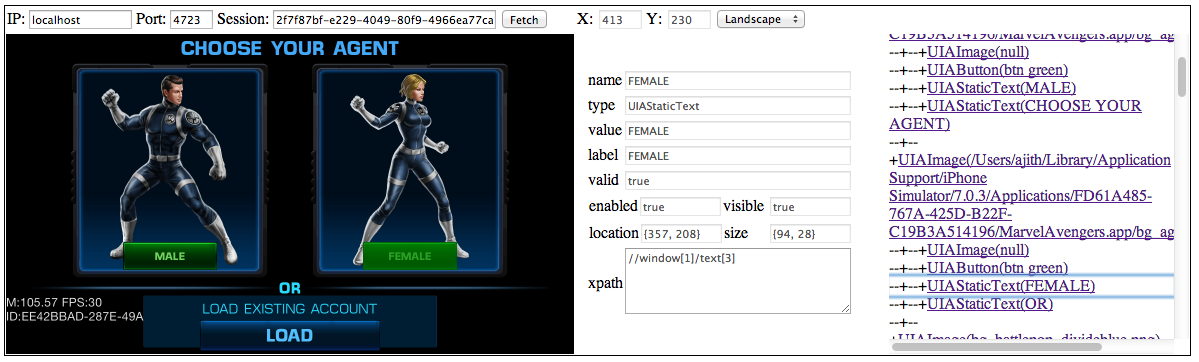 IP: localhost Port: 4723 Session: 2f7f87bf-e229-4049-80f9-4966ea77ca Fetch X: 413 Y: 230 Landscape
CHOOSE YOUR AGENT
MALE
FEMALE
OR
M:105.57 FPS:30
ID:EE42BBAD-287E-49A
LOAD EXISTING ACCOUNT
LOAD
name FEMALE
type UIAStaticText
value FEMALE
label FEMALE
valid true
enabled true visible true
location {357, 208} size {94, 28}
xpath //window[1]/text[3]
C19B3A514196/MarvelAvengers.app/bg_ag
--+--+UIAImage(null)
--+--+UIAButton(btn green)
--+--+UIAStaticText(MALE)
--+--+UIAStaticText(CHOOSE YOUR
AGENT)
--+--
+UIAImage(/Users/ajith/Library/Application
Support/iPhone
Simulator/7.0.3/Applications/FD61A485-
767A-425D-B22F-
C19B3A514196/MarvelAvengers.app/bg_ag
--+--+UIAImage(null)
--+--+UIAButton(btn green)
--+--+UIAStaticText(FEMALE)
--+--+UIAStaticText(OR)
--+--
+UIAImage(bg_battlepon_divideblue.png)